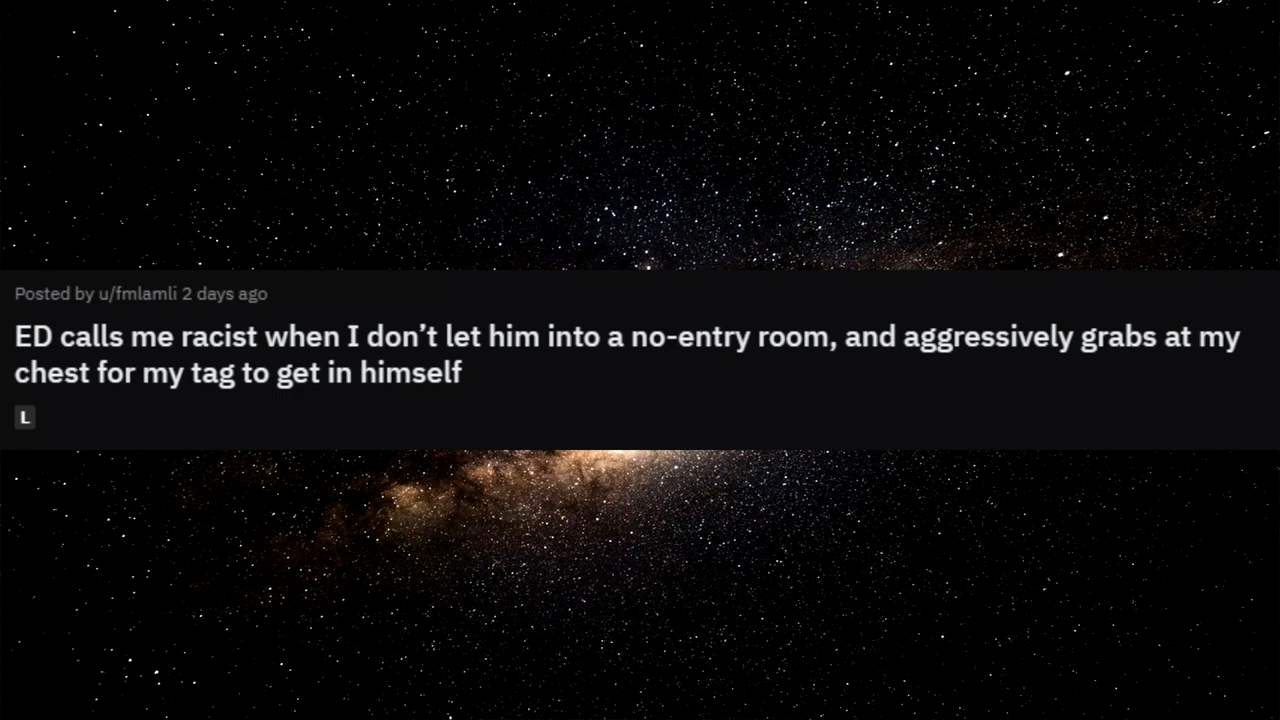 Posted by u/fmlamli 2 days ago
ED calls me racist when I don’t let him into a no-entry room, and aggressively grabs at my
chest for my tag to get in himself
L